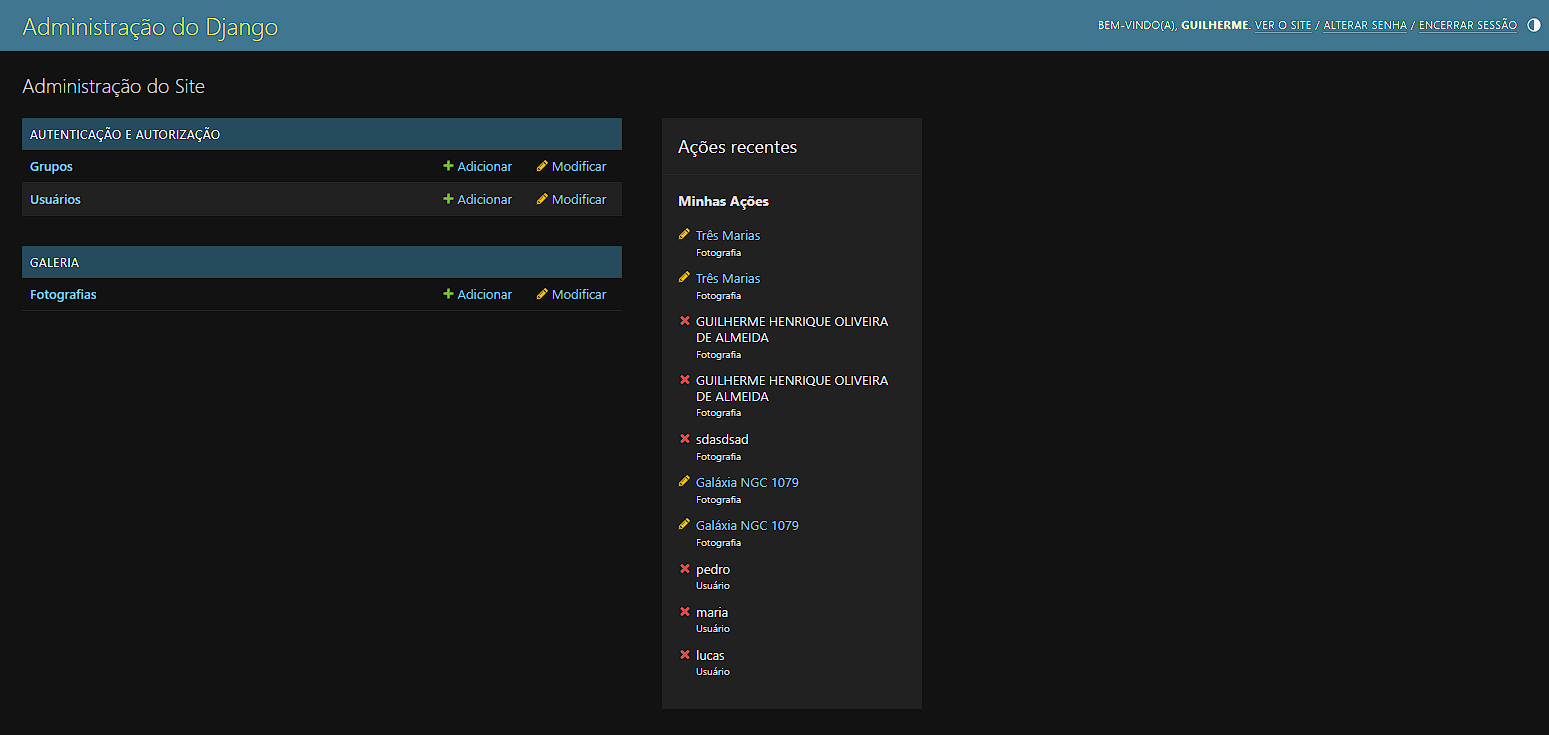 Administração do Django
BEM-VINDO(A), GUILHERME. VER O SITE / ALTERAR SENHA / ENCERRAR SESSÃO
Administração do Site
AUTENTICAÇÃO E AUTORIZAÇÃO
Grupos Adicionar Modificar
Usuários Adicionar Modificar
GALERIA
Fotografias Adicionar Modificar
Ações recentes
Minhas Ações
Três Marias
Fotografia
Três Marias
Fotografia
GUILHERME HENRIQUE OLIVEIRA
DE ALMEIDA
Fotografia
GUILHERME HENRIQUE OLIVEIRA
DE ALMEIDA
Fotografia
sdasdsad
Fotografia
Galáxia NGC 1079
Fotografia
Galáxia NGC 1079
Fotografia
pedro
Usuário
maria
Usuário
lucas
Usuário